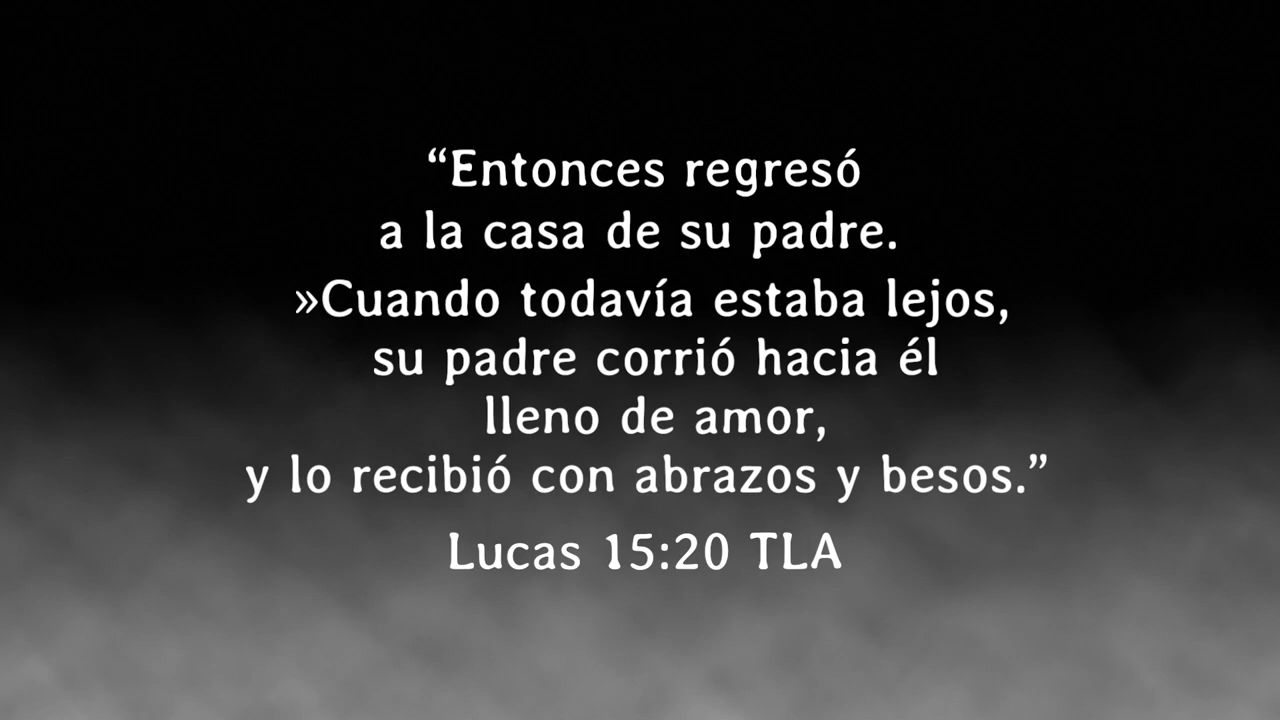 “Entonces regresó
a la casa de su padre.
»Cuando todavía estaba lejos,
su padre corrió hacia él
lleno de amor,
y lo recibió con abrazos y besos.”
Lucas 15:20 TLA